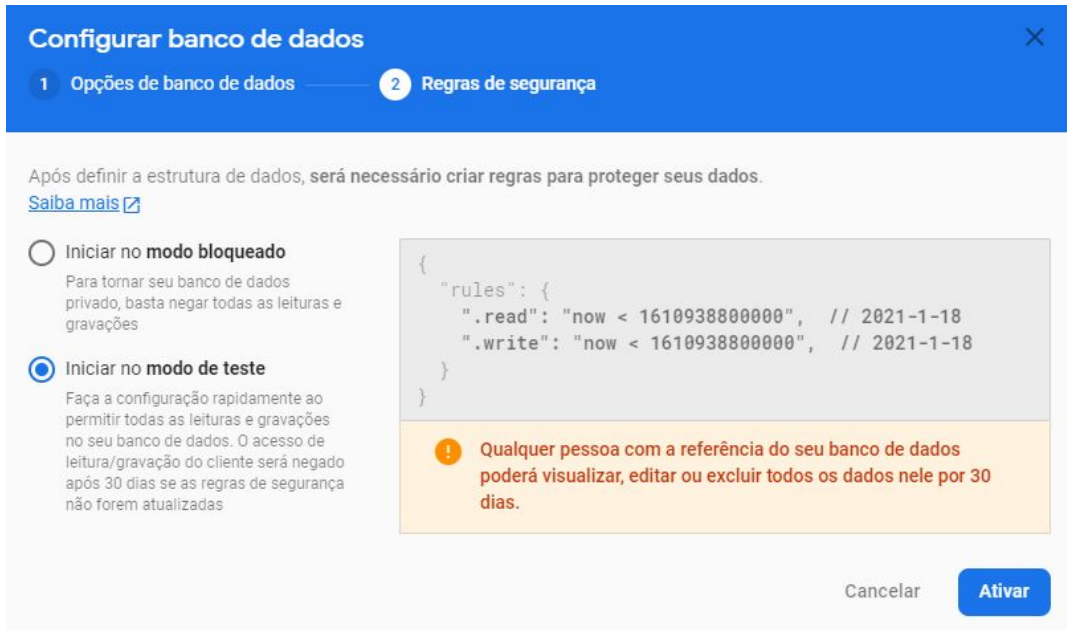 Configurar banco de dados
1 Opções de banco de dados 2 Regras de segurança
Após definir a estrutura de dados, será necessário criar regras para proteger seus dados.
Saiba mais
Iniciar no modo bloqueado
Para tornar seu banco de dados
privado, basta negar todas as leituras e
gravações
Iniciar no modo de teste
Faça a configuração rapidamente ao
permitir todas as leituras e gravações
no seu banco de dados. O acesso de
leitura/gravação do cliente será negado
após 30 dias se as regras de segurança
não forem atualizadas
{
"rules": {
".read": "now < 1610938800000", // 2021-1-18
".write": "now < 1610938800000", // 2021-1-18
}
}
Qualquer pessoa com a referência do seu banco de dados
poderá visualizar, editar ou excluir todos os dados nele por 30
dias.
Cancelar Ativar